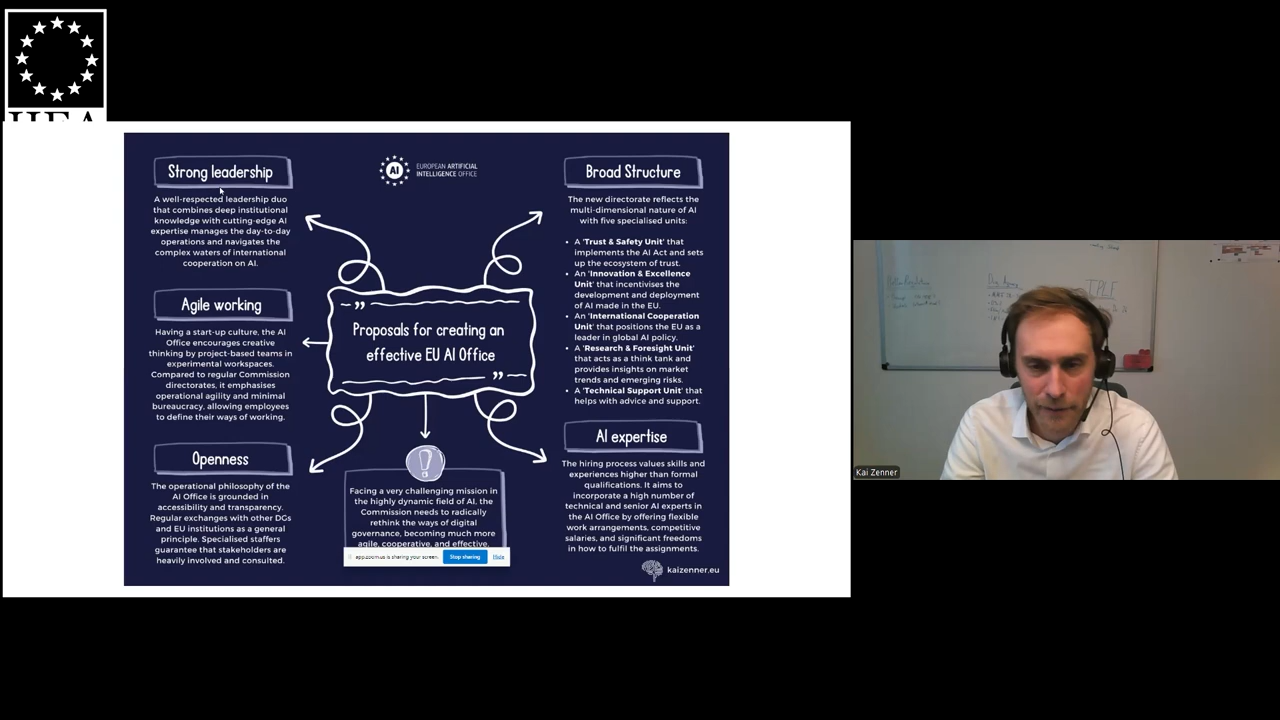 Strong leadership
A well-respected leadership duo
that combines deep institutional
knowledge with cutting-edge AI
expertise manages the day-to-day
operations and navigates the
complex waters of international
cooperation on AI.
Agile working
Having a start-up culture, the AI
Office encourages creative
thinking by project-based teams in
experimental workspaces.
Compared to regular Commission
directorates, it emphasises
operational agility and minimal
bureaucracy, allowing employees
to define their ways of working.
Openness
The operational philosophy of the
AI Office is grounded in
accessibility and transparency.
Regular exchanges with other DGs
and EU institutions as a general
principle. Specialised staffers
guarantee that stakeholders are
heavily involved and consulted.
AI
EUROPEAN ARTIFICIAL
INTELLIGENCE OFFICE
Proposals for creating an
effective EU AI Office
Facing a very challenging mission in
the highly dynamic field of AI, the
Commission needs to radically
rethink the ways of digital
governance, becoming much more
agile, cooperative, and effective.
app.zoom.us is sharing your screen.
Stop sharing
Hide
Broad Structure
The new directorate reflects the
multi-dimensional nature of AI
with five specialised units:
• A 'Trust & Safety Unit' that
implements the AI Act and sets
up the ecosystem of trust.
• An 'Innovation & Excellence
Unit' that incentivises the
development and deployment
of AI made in the EU.
• An 'International Cooperation
Unit' that positions the EU as a
leader in global AI policy.
• A 'Research & Foresight Unit'
that acts as a think tank and
provides insights on market
trends and emerging risks.
• A 'Technical Support Unit' that
helps with advice and support.
AI expertise
The hiring process values skills and
experiences higher than formal
qualifications. It aims to
incorporate a high number of
technical and senior AI experts in
the AI Office by offering flexible
work arrangements, competitive
salaries, and significant freedoms
in how to fulfil the assignments.
kaizenner.eu
Kai Zenner